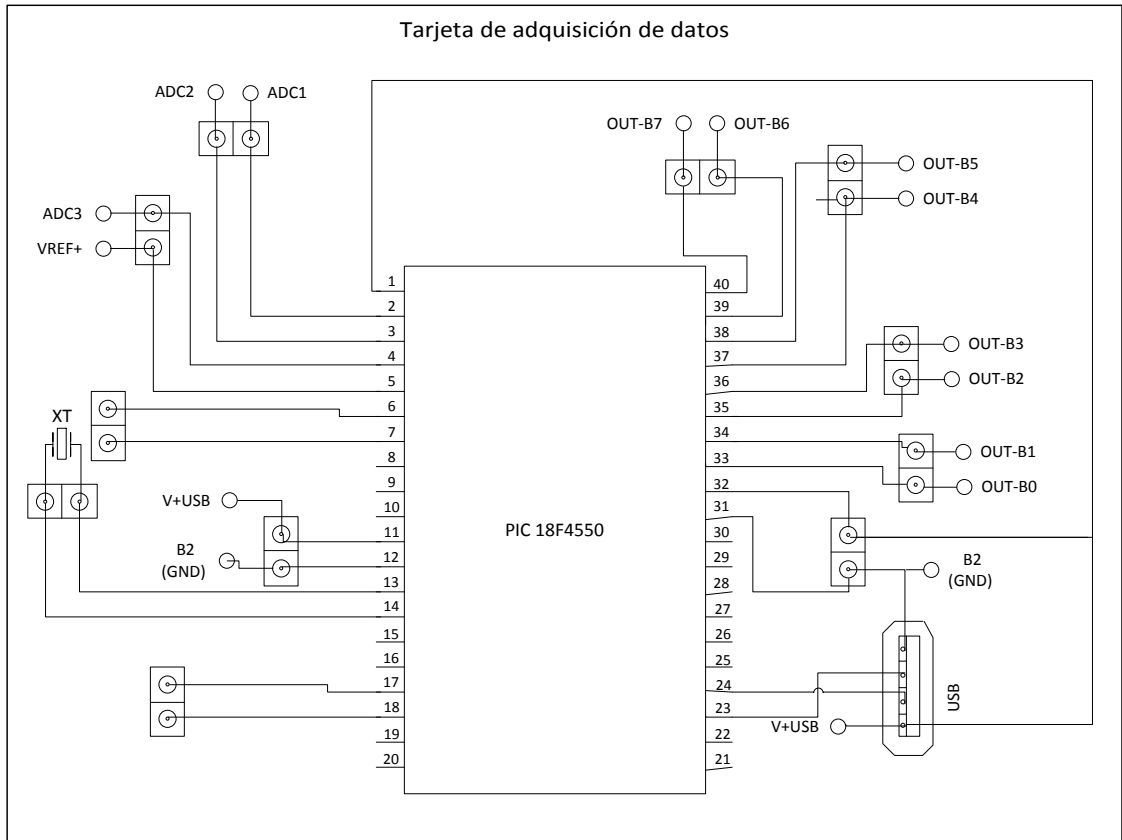 Tarjeta de adquisición de datos
ADC2
ADC1
OUT-B7
OUT-B6
OUT-B5
OUT-B4
ADC3
VREF+
1
2
3
4
5
6
7
8
9
10
11
12
13
14
15
16
17
18
19
20
XT
V+USB
B2
(GND)
PIC 18F4550
40
39
38
37
36
35
34
33
32
31
30
29
28
27
26
25
24
23
22
21
OUT-B3
OUT-B2
OUT-B1
OUT-B0
B2
(GND)
USB
V+USB